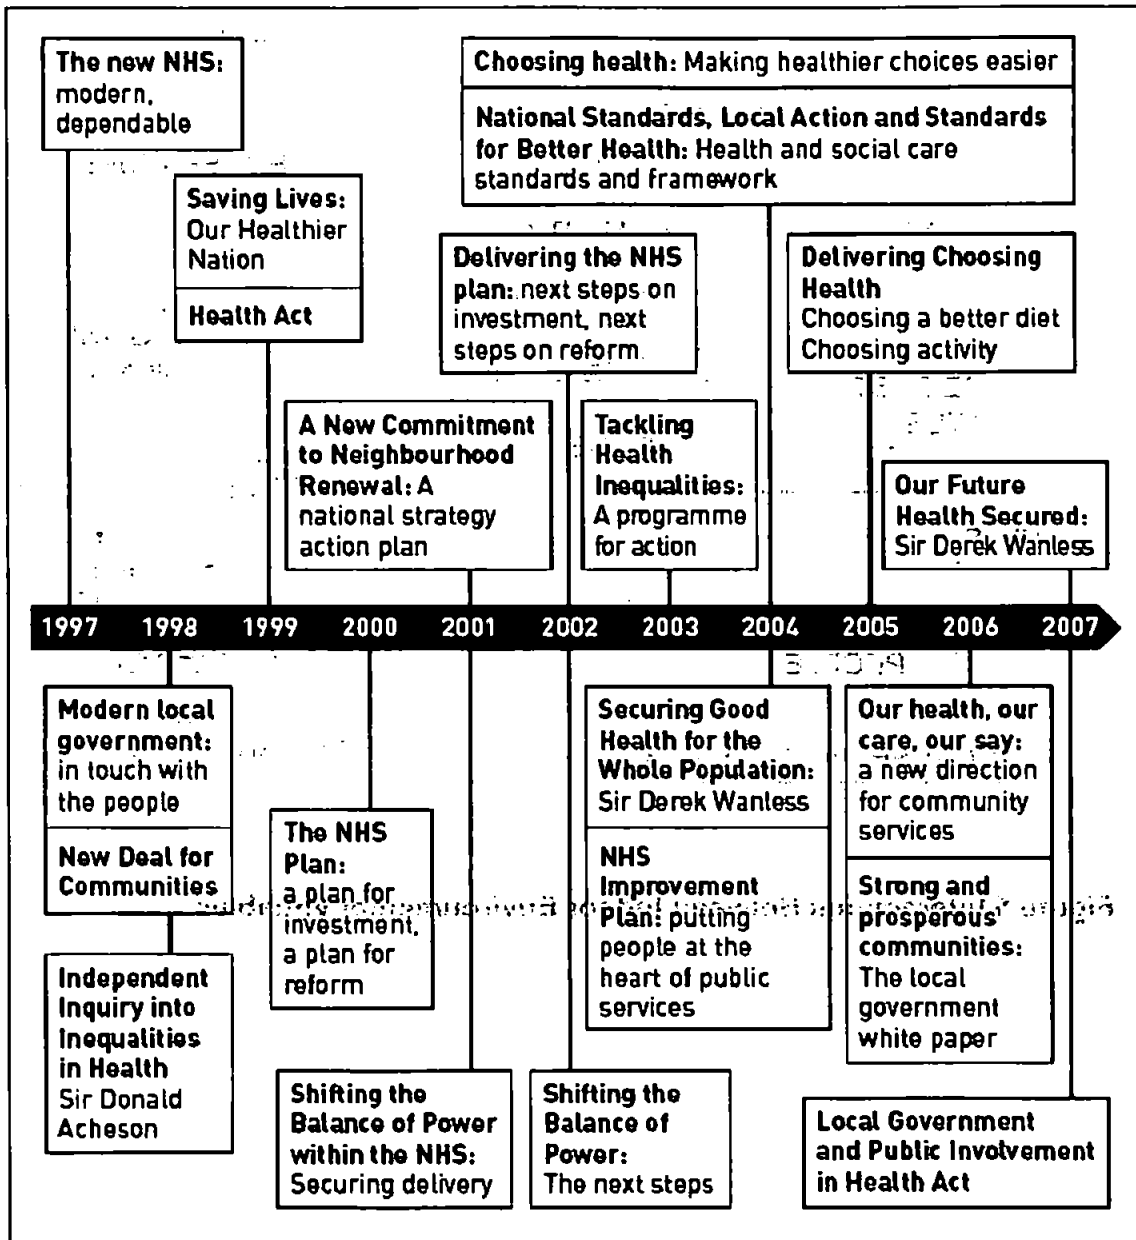 The new NHS:
modern,
dependable
Choosing health: Making healthier choices easier
National Standards, Local Action and Standards
for Better Health: Health and social care
standards and framework
Saving Lives:
Our Healthier
Nation
Health Act
Delivering the NHS
plan: next steps on
investment, next
steps on reform
Delivering Choosing
Health
Choosing a better diet
Choosing activity
A New Commitment
to Neighbourhood
Renewal: A
national strategy
action plan
Tackling
Health
Inequalities:
A programme
for action
Our Future
Health Secured:
Sir Derek Wanless
1997 1998 1999 2000 2001 2002 2003 2004 2005 2006 2007
Modern local
government:
in touch with
the people
New Deal for
Communities
Independent
Inquiry into
Inequalities
in Health
Sir Donald
Acheson
The NHS
Plan:
a plan for
investment,
a plan for
reform
Shifting the
Balance of Power
within the NHS:
Securing delivery
Shifting the
Balance of
Power:
The next steps
Securing Good
Health for the
Whole Population:
Sir Derek Wanless
NHS
Improvement
Plan: putting
people at the
heart of public
services
Our health, our
care, our say:
a new direction
for community
services
Strong and
prosperous
communities:
The local
government
white paper
Local Government
and Public Involvement
in Health Act